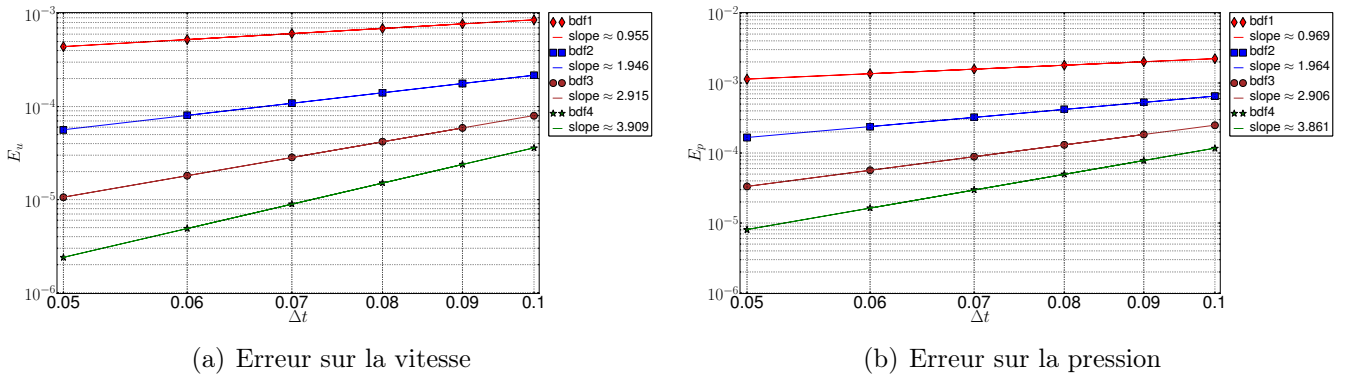 10⁻³
10⁻⁴
10⁻⁵
10⁻⁶
E_u
0.05 0.06 0.07 0.08 0.09 0.1
Δt
bdf1
slope ≈ 0.955
bdf2
slope ≈ 1.946
bdf3
slope ≈ 2.915
bdf4
slope ≈ 3.909
(a) Erreur sur la vitesse
10⁻²
10⁻³
10⁻⁴
10⁻⁵
10⁻⁶
E_p
0.05 0.06 0.07 0.08 0.09 0.1
Δt
bdf1
slope ≈ 0.969
bdf2
slope ≈ 1.964
bdf3
slope ≈ 2.906
bdf4
slope ≈ 3.861
(b) Erreur sur la pression